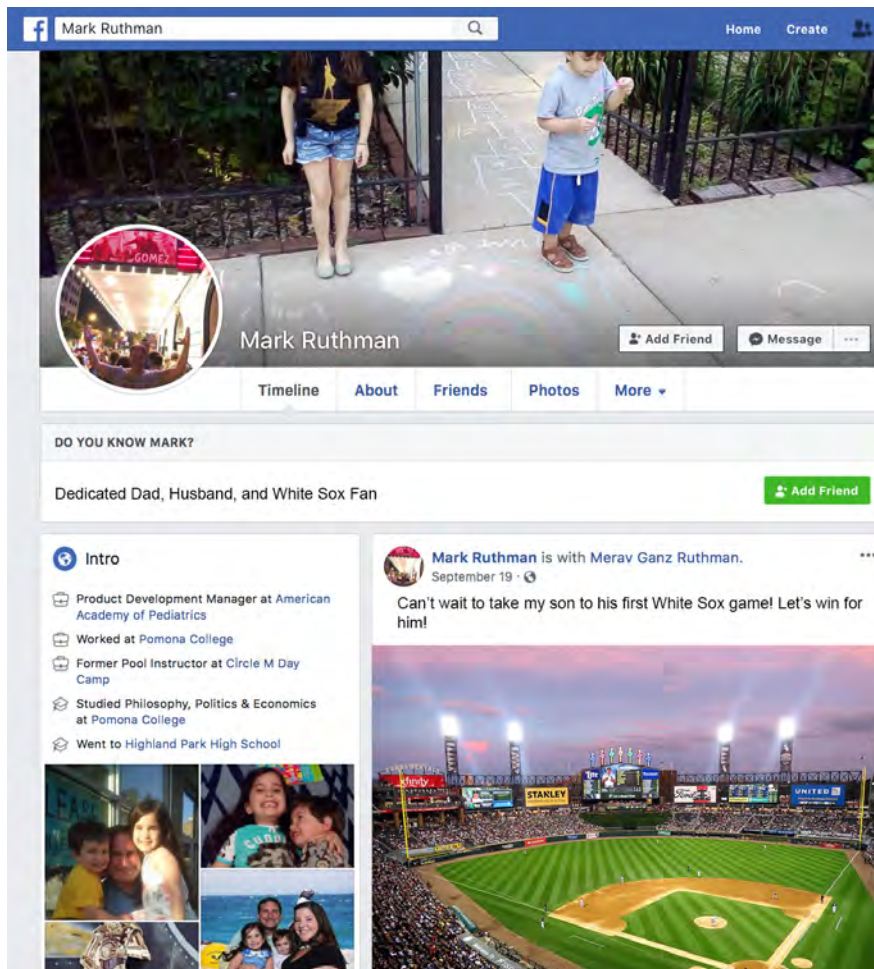 f
Mark Ruthman
Home
Create
GOMEZ
Mark Ruthman
Add Friend
Message
...
Timeline
About
Friends
Photos
More
DO YOU KNOW MARK?
Dedicated Dad, Husband, and White Sox Fan
Add Friend
Intro
Product Development Manager at American
Academy of Pediatrics
Worked at Pomona College
Former Pool Instructor at Circle M Day
Camp
Studied Philosophy, Politics & Economics
at Pomona College
Went to Highland Park High School
Mark Ruthman is with Merav Ganz Ruthman.
...
September 19 ·
Can't wait to take my son to his first White Sox game! Let's win for
him!
xfinity
STANLEY
Lite
Ford
UNITED